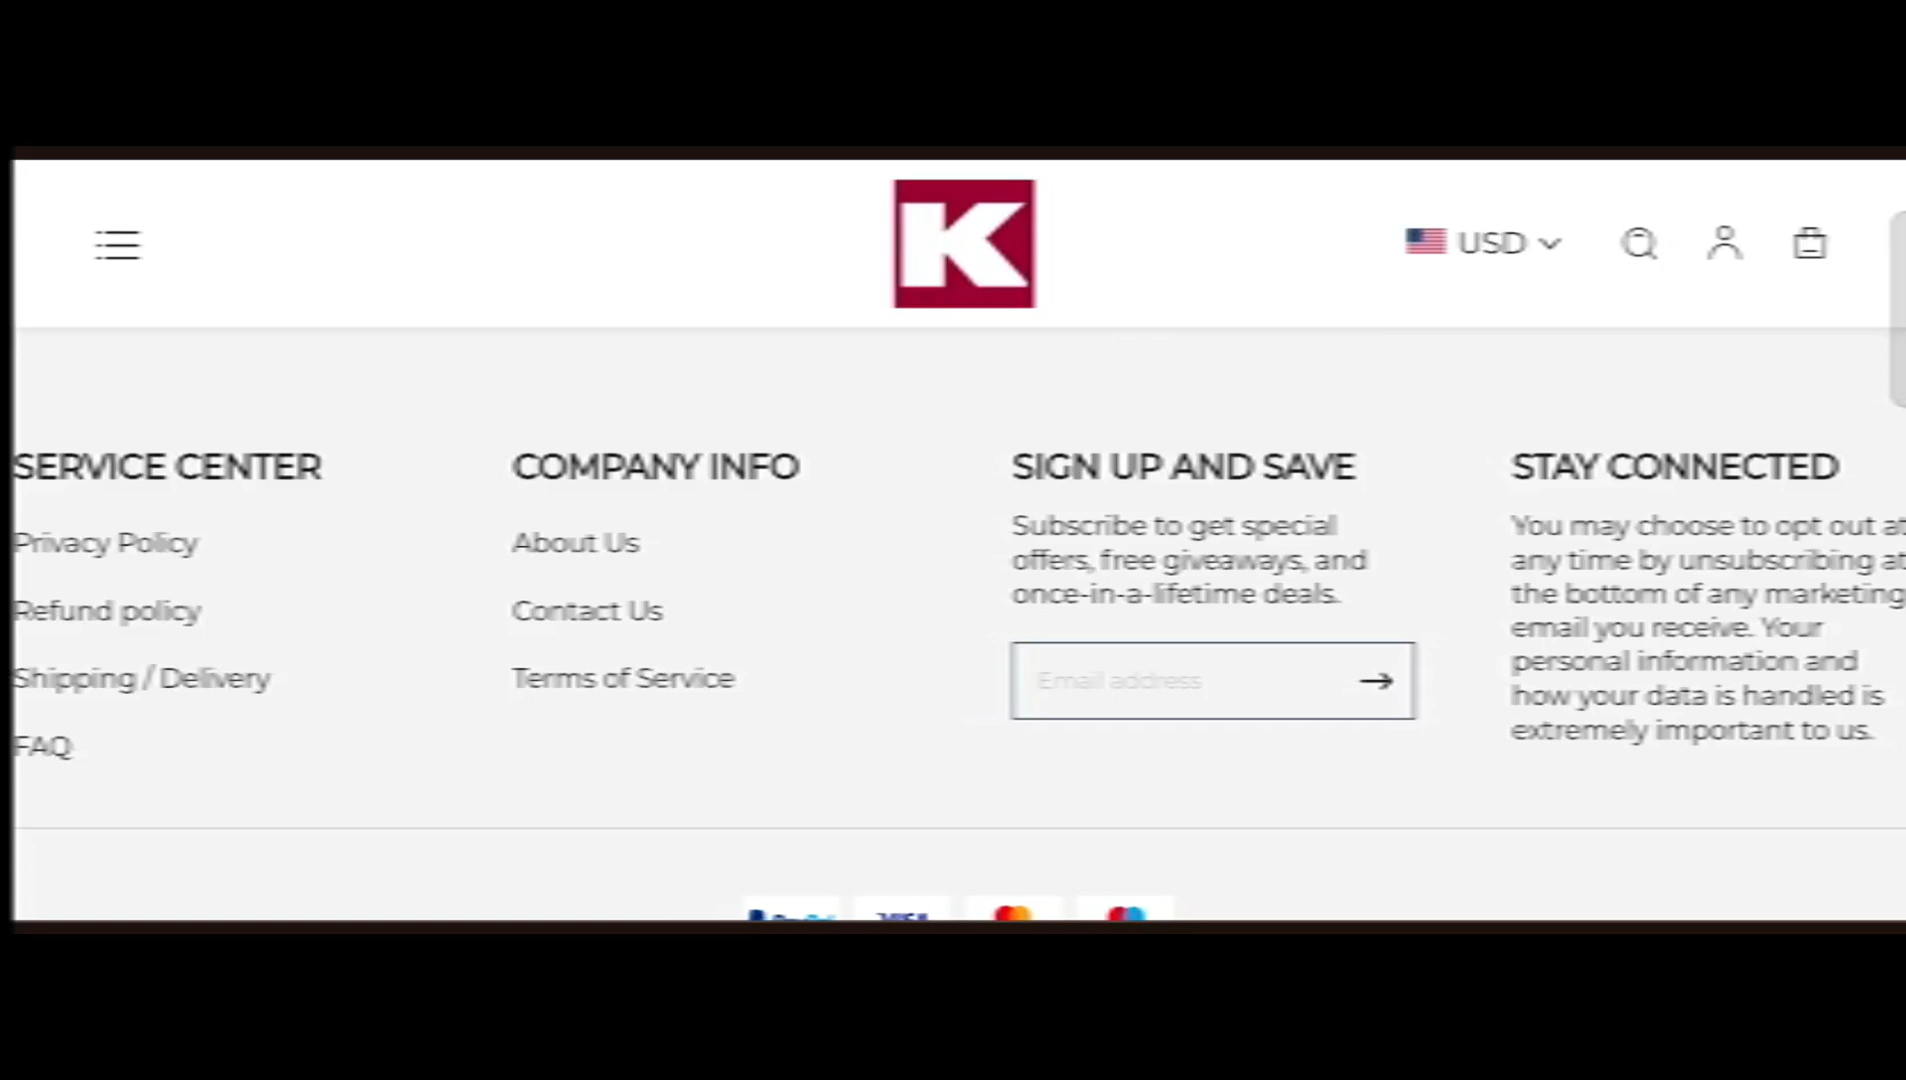 K
USD
SERVICE CENTER
Privacy Policy
Refund policy
Shipping / Delivery
FAQ
COMPANY INFO
About Us
Contact Us
Terms of Service
SIGN UP AND SAVE
Subscribe to get special
offers, free giveaways, and
once-in-a-lifetime deals.
Email address
STAY CONNECTED
You may choose to opt out at
any time by unsubscribing at
the bottom of any marketing
email you receive. Your
personal information and
how your data is handled is
extremely important to us.
PayPal
VISA